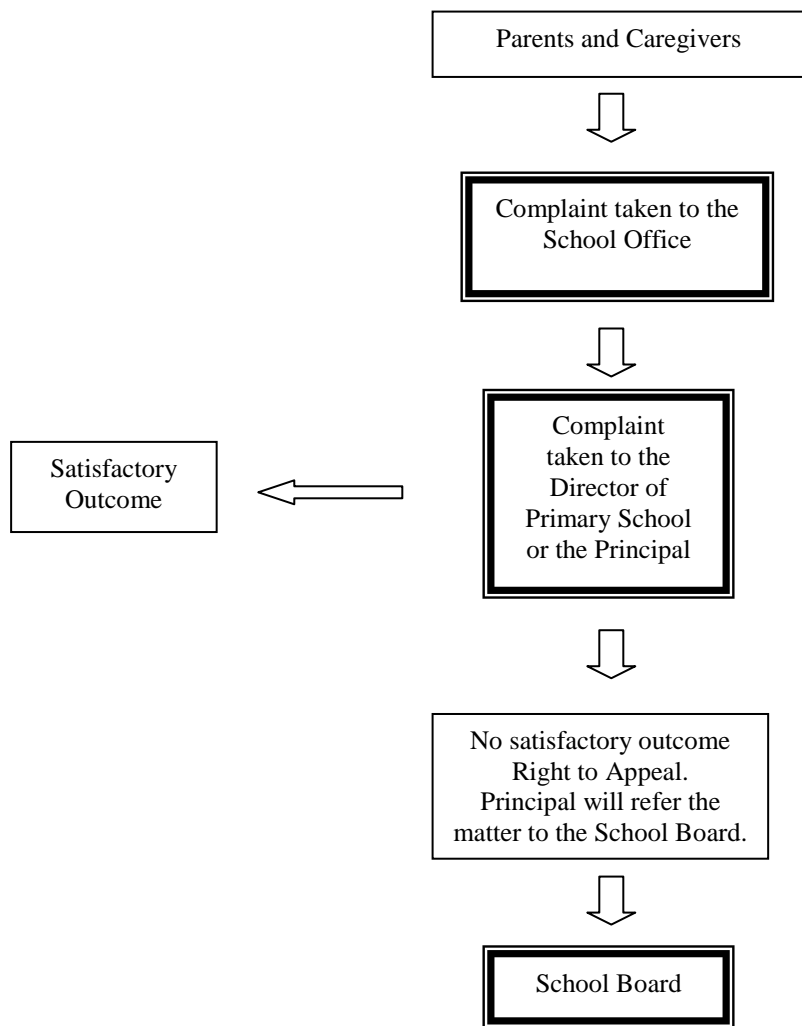 Parents and Caregivers
Complaint taken to the
School Office
Complaint
taken to the
Director of
Primary School
or the Principal
Satisfactory
Outcome
No satisfactory outcome
Right to Appeal.
Principal will refer the
matter to the School Board.
School Board